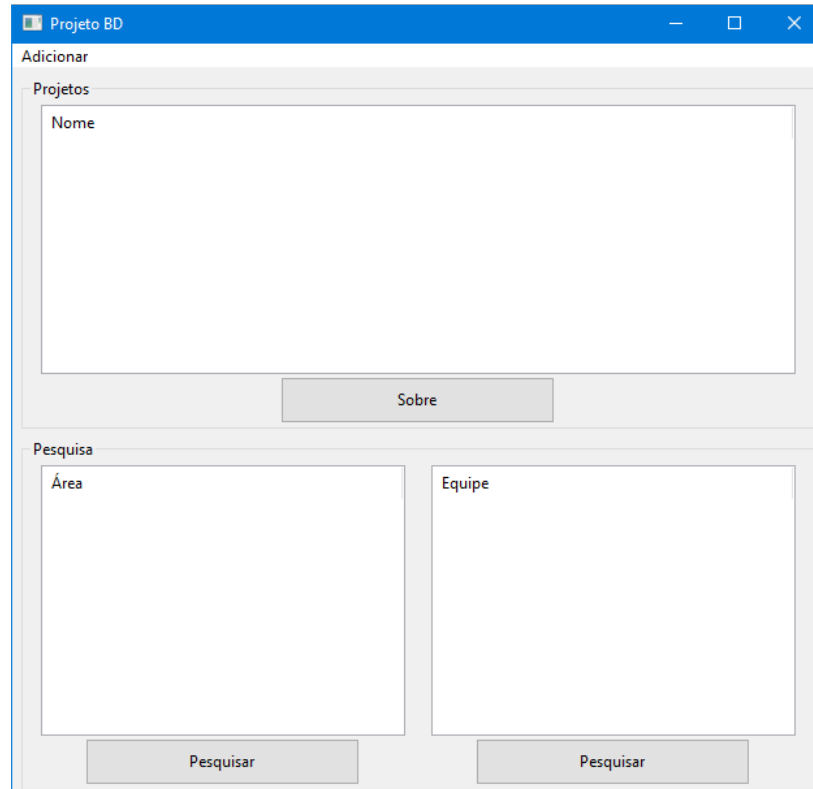 Projeto BD
Adicionar
Projetos
Nome
Sobre
Pesquisa
Área
Equipe
Pesquisar
Pesquisar